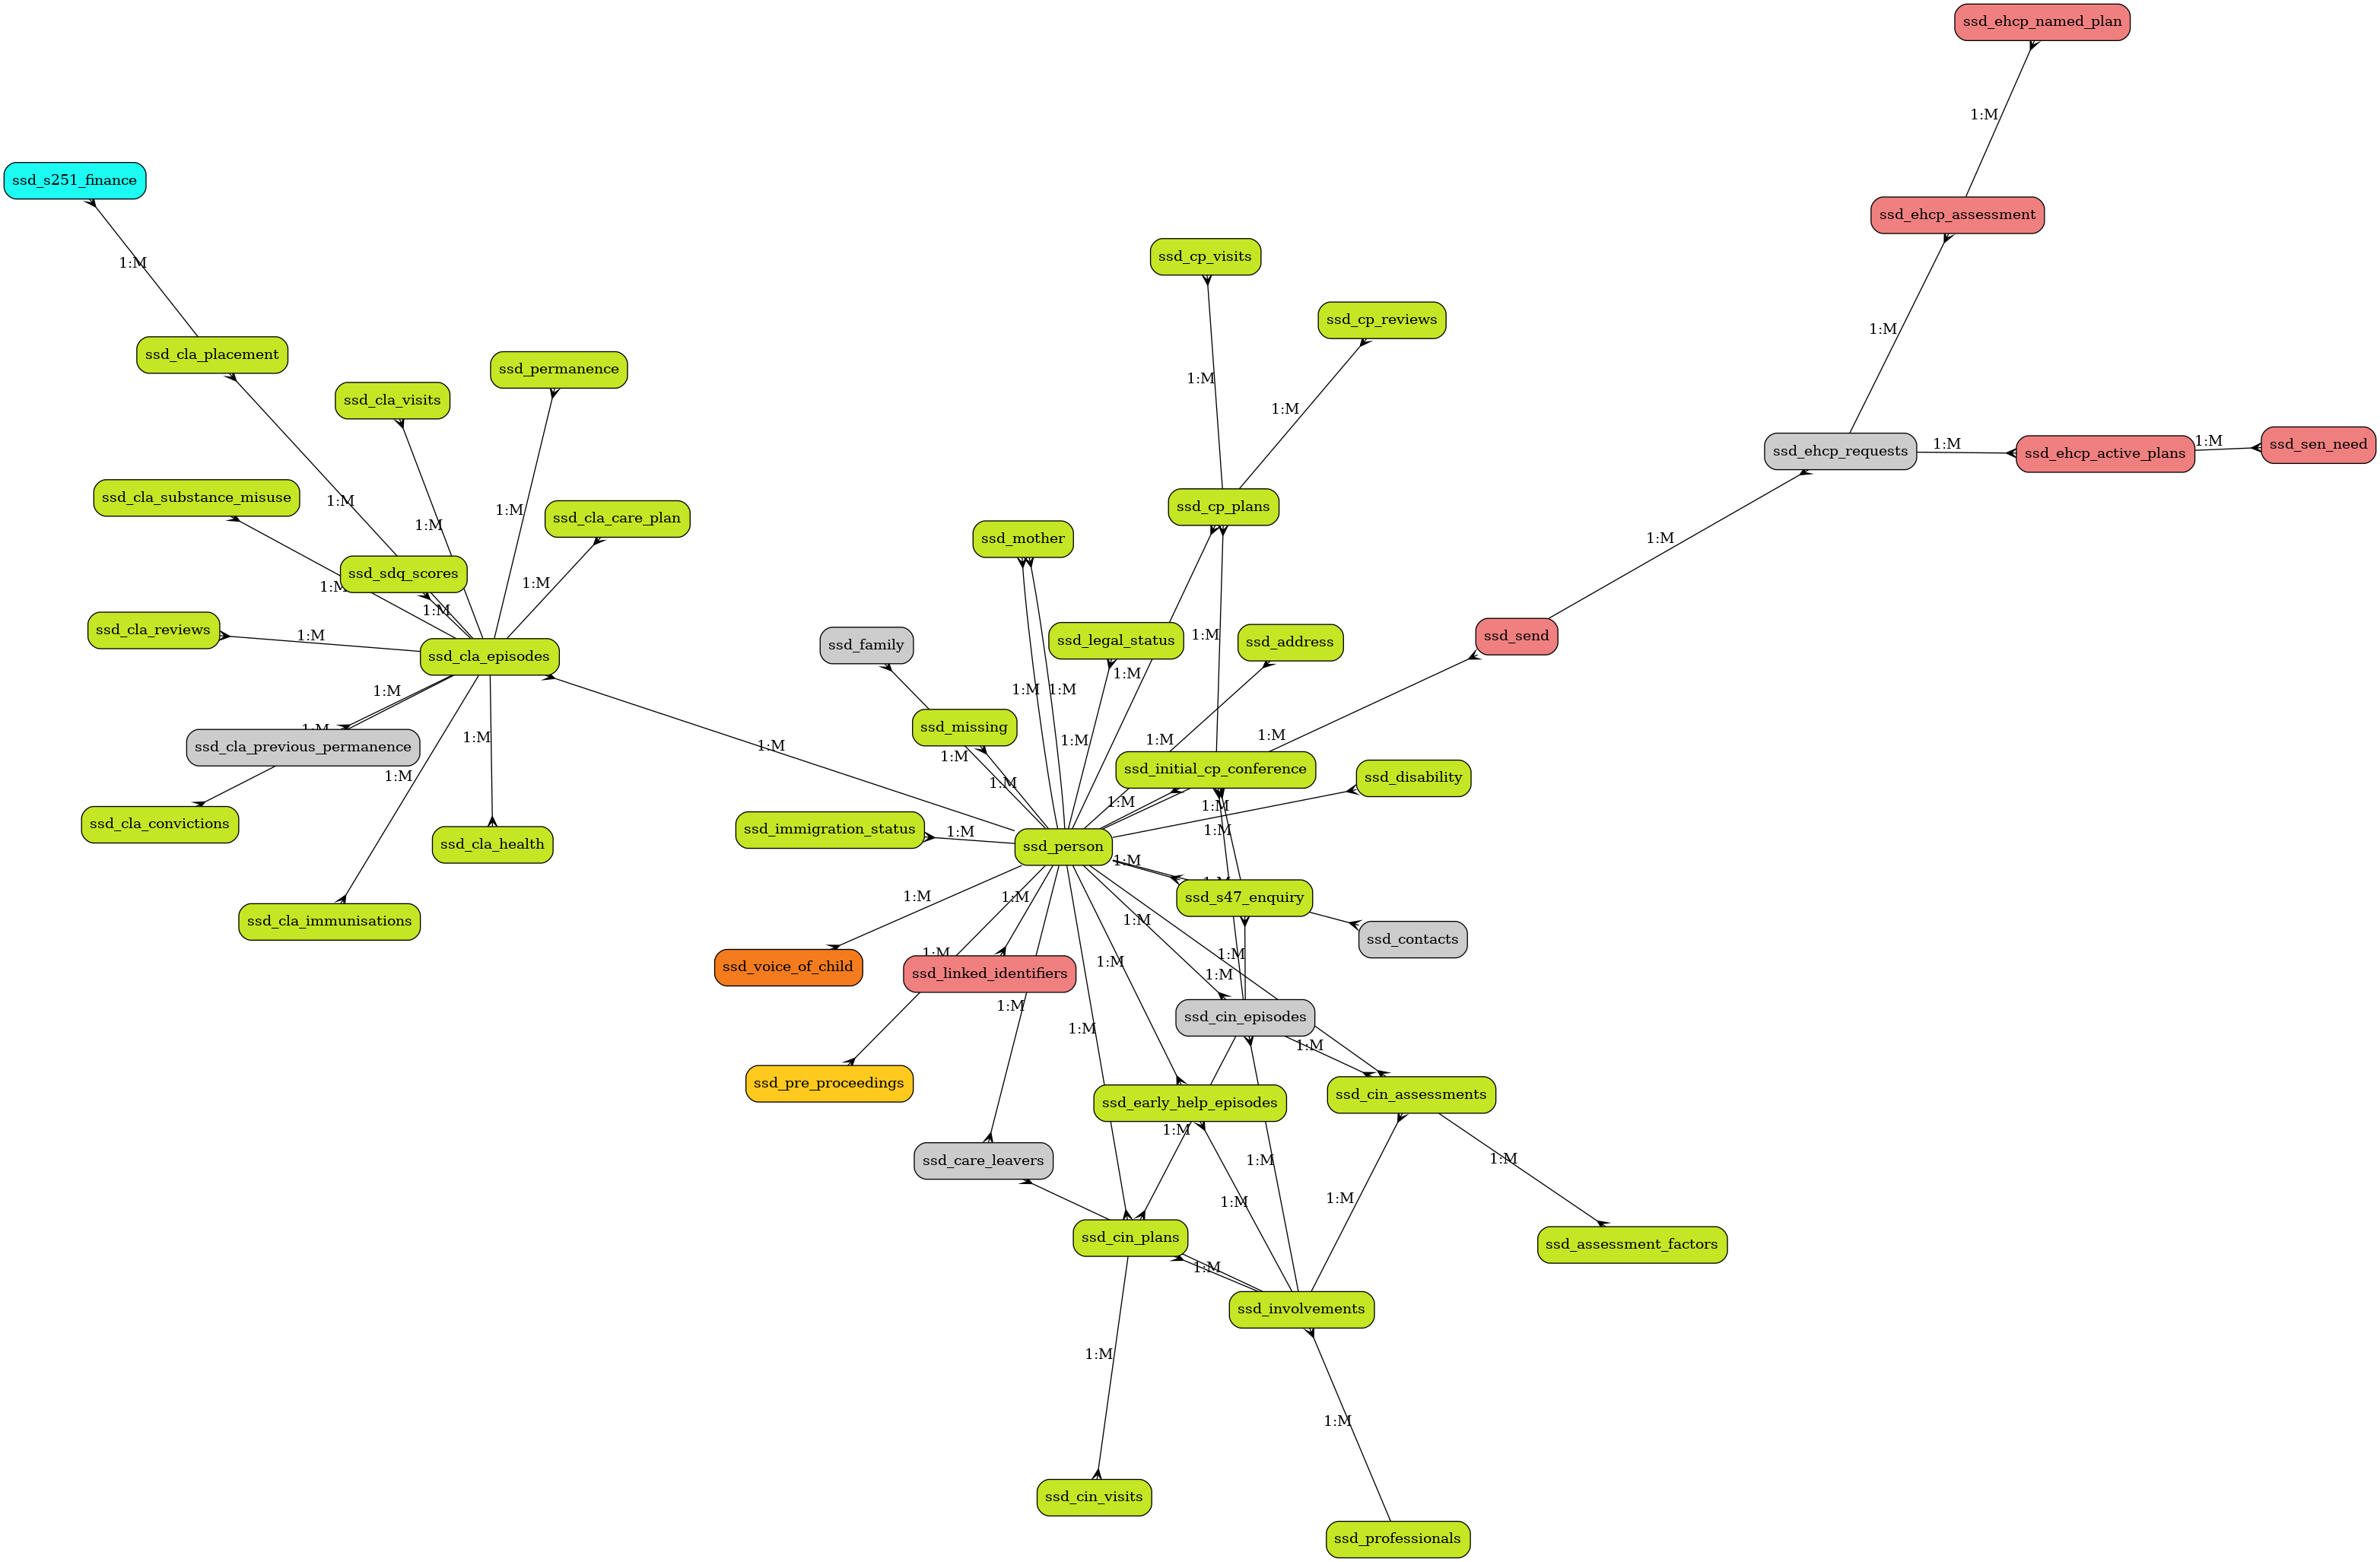 ssd_ehcp_named_plan
1:M
ssd_s251_finance
ssd_ehcp_assessment
ssd_cp_visits
1:M
ssd_cp_reviews
1:M
ssd_cla_placement
ssd_permanence
1:M
ssd_cla_visits
1:M
ssd_ehcp_requests
1:M
ssd_ehcp_active_plans
1:M
ssd_sen_need
ssd_cla_substance_misuse
1:M
1:M
1:M
ssd_cla_care_plan
ssd_cp_plans
ssd_mother
1:M
ssd_sdq_scores
1:M
1:M
1:M
ssd_cla_reviews
1:M
ssd_cla_episodes
ssd_family
ssd_legal_status
1:M
ssd_address
ssd_send
1:M
1:M
1:M
1:M
1:M
ssd_cla_previous_permanence
1:M
1:M
ssd_missing
1:M
1:M
1:M
1:M
1:M
ssd_initial_cp_conference
ssd_disability
1:M
1:M
1:M
1:M
ssd_cla_convictions
ssd_cla_health
ssd_immigration_status
1:M
ssd_person
1:M
1:M
ssd_cla_immunisations
1:M
1:M
1:M
ssd_s47_enquiry
ssd_contacts
ssd_voice_of_child
1:M
ssd_linked_identifiers
1:M
1:M
1:M
1:M
1:M
ssd_cin_episodes
1:M
ssd_pre_proceedings
ssd_early_help_episodes
ssd_cin_assessments
1:M
ssd_care_leavers
1:M
1:M
1:M
1:M
ssd_cin_plans
1:M
ssd_assessment_factors
ssd_involvements
1:M
1:M
ssd_cin_visits
ssd_professionals